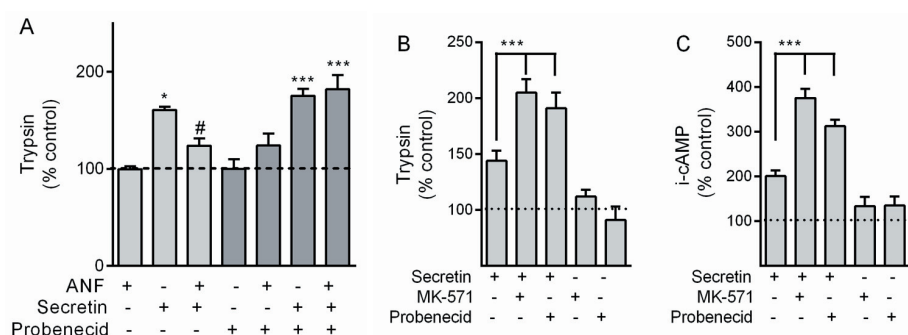 A
Trypsin
(% control)
200
100
0
*
#
***
***
ANF + - + - + - +
Secretin - + + - - + +
Probenecid - - - + + + +
B
Trypsin
(% control)
250
200
150
100
***
Secretin + + + - -
MK-571 - + - + -
Probenecid - - + - +
C
i-cAMP
(% control)
500
400
300
200
100
***
Secretin + + + - -
MK-571 - + - + -
Probenecid - - + - +